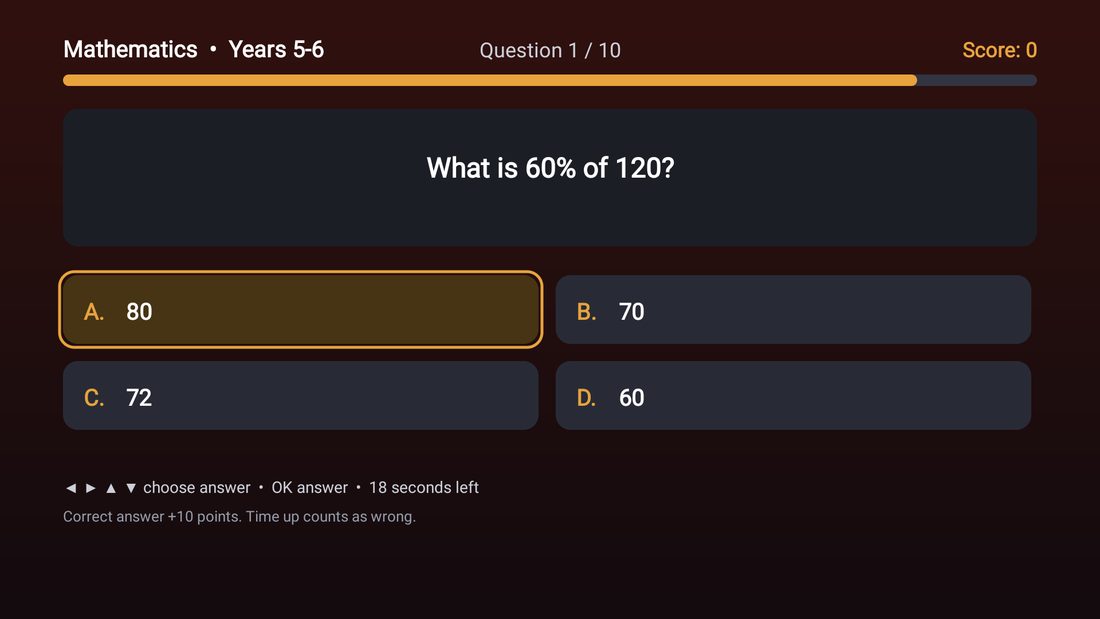 Mathematics • Years 5-6
Question 1 / 10
Score: 0
What is 60% of 120?
A. 80
B. 70
C. 72
D. 60
◄ ► ▲ ▼ choose answer • OK answer • 18 seconds left
Correct answer +10 points. Time up counts as wrong.